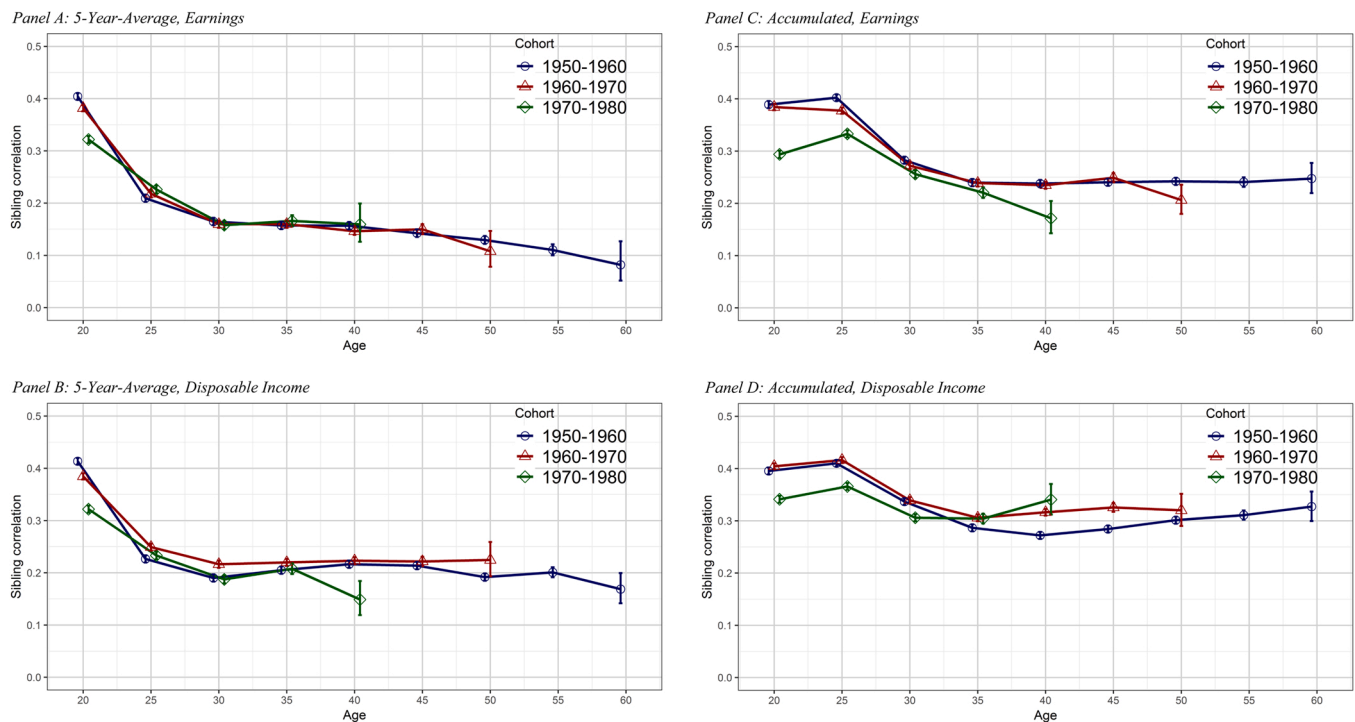 Panel A: 5-Year-Average, Earnings
Cohort
1950-1960
1960-1970
1970-1980
Sibling correlation
0.5
0.4
0.3
0.2
0.1
0.0
20 25 30 35 40 45 50 55 60
Age
Panel C: Accumulated, Earnings
Cohort
1950-1960
1960-1970
1970-1980
Sibling correlation
0.5
0.4
0.3
0.2
0.1
0.0
20 25 30 35 40 45 50 55 60
Age
Panel B: 5-Year-Average, Disposable Income
Cohort
1950-1960
1960-1970
1970-1980
Sibling correlation
0.5
0.4
0.3
0.2
0.1
0.0
20 25 30 35 40 45 50 55 60
Age
Panel D: Accumulated, Disposable Income
Cohort
1950-1960
1960-1970
1970-1980
Sibling correlation
0.5
0.4
0.3
0.2
0.1
0.0
20 25 30 35 40 45 50 55 60
Age